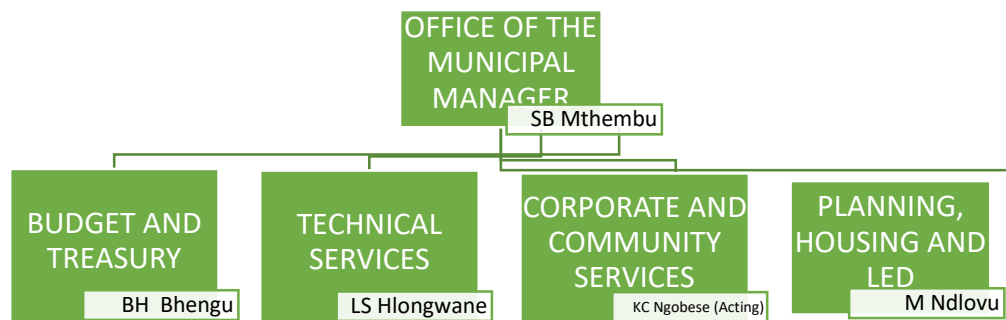 OFFICE OF THE
MUNICIPAL
MANAGER
SB Mthembu
BUDGET AND
TREASURY
BH Bhengu
TECHNICAL
SERVICES
LS Hlongwane
CORPORATE AND
COMMUNITY
SERVICES
KC Ngobese (Acting)
PLANNING,
HOUSING AND
LED
M Ndlovu